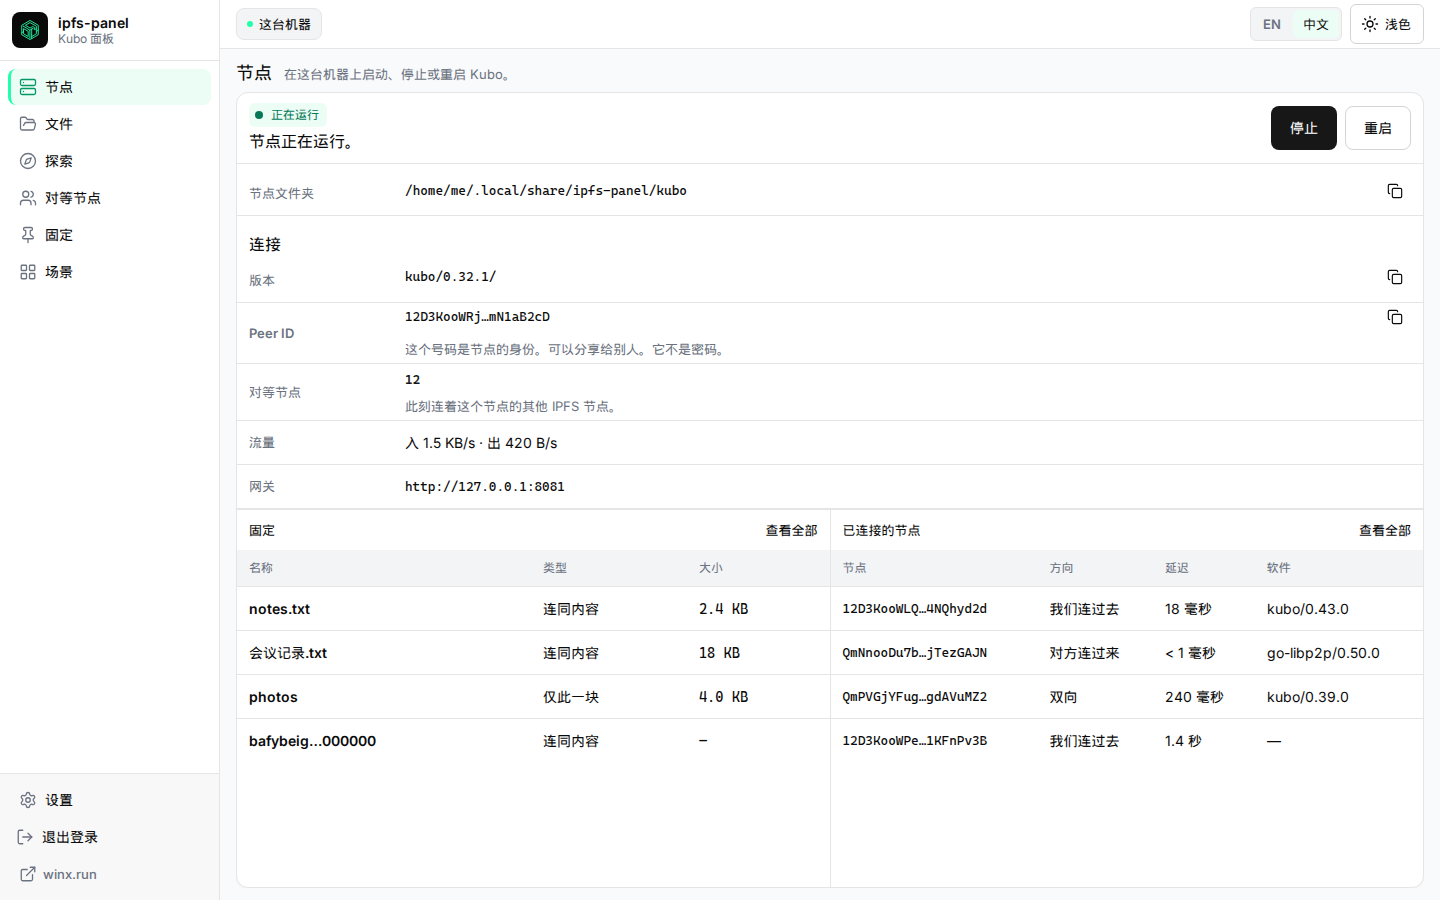 ipfs-panel
Kubo 面板
节点
文件
探索
对等节点
固定
场景
设置
退出登录
winx.run
这台机器
EN 中文 浅色
节点 在这台机器上启动、停止或重启 Kubo。
正在运行
节点正在运行。
停止 重启
节点文件夹 /home/me/.local/share/ipfs-panel/kubo
连接
版本 kubo/0.32.1/
Peer ID 12D3KooWRj…mN1aB2cD
这个号码是节点的身份。可以分享给别人。它不是密码。
对等节点 12
此刻连着这个节点的其他 IPFS 节点。
流量 入 1.5 KB/s · 出 420 B/s
网关 http://127.0.0.1:8081
固定 查看全部
名称 类型 大小
notes.txt 连同内容 2.4 KB
会议记录.txt 连同内容 18 KB
photos 仅此一块 4.0 KB
bafybeig…000000 连同内容 —
已连接的节点 查看全部
节点 方向 延迟 软件
12D3KooWLQ…4NQhyd2d 我们连过去 18 毫秒 kubo/0.43.0
QmNnooDu7b…jTezGAJN 对方连过来 < 1 毫秒 go-libp2p/0.50.0
QmPVGjYFug…gdAVuMZ2 双向 240 毫秒 kubo/0.39.0
12D3KooWPe…1KFnPv3B 我们连过去 1.4 秒 —